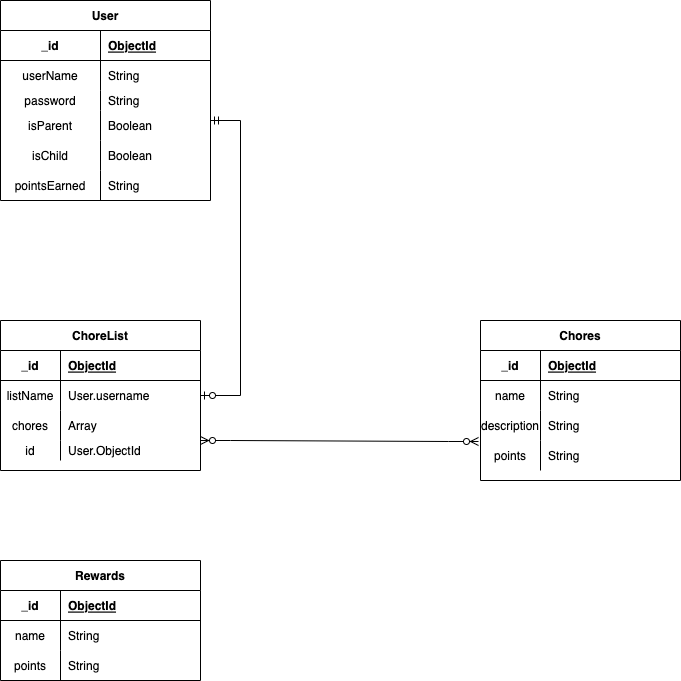 User
_id ObjectId
userName String
password String
isParent Boolean
isChild Boolean
pointsEarned String
ChoreList
_id ObjectId
listName User.username
chores Array
id User.ObjectId
Chores
_id ObjectId
name String
description String
points String
Rewards
_id ObjectId
name String
points String